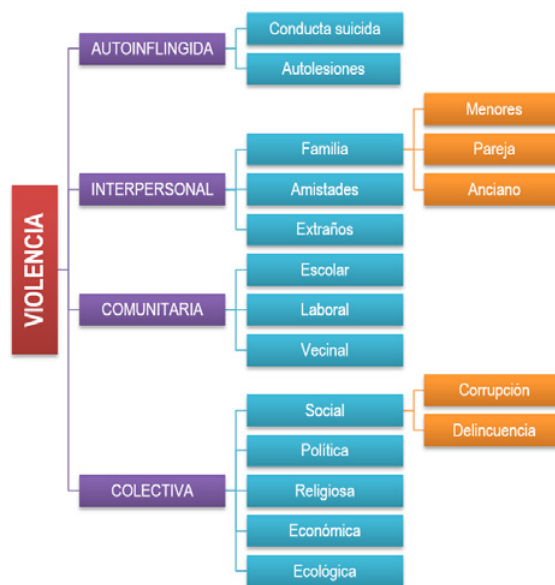 VIOLENCIA
AUTOINFLINGIDA
Conducta suicida
Autolesiones
INTERPERSONAL
Familia
Menores
Pareja
Anciano
Amistades
Extraños
COMUNITARIA
Escolar
Laboral
Vecinal
COLECTIVA
Social
Corrupción
Delincuencia
Política
Religiosa
Económica
Ecológica